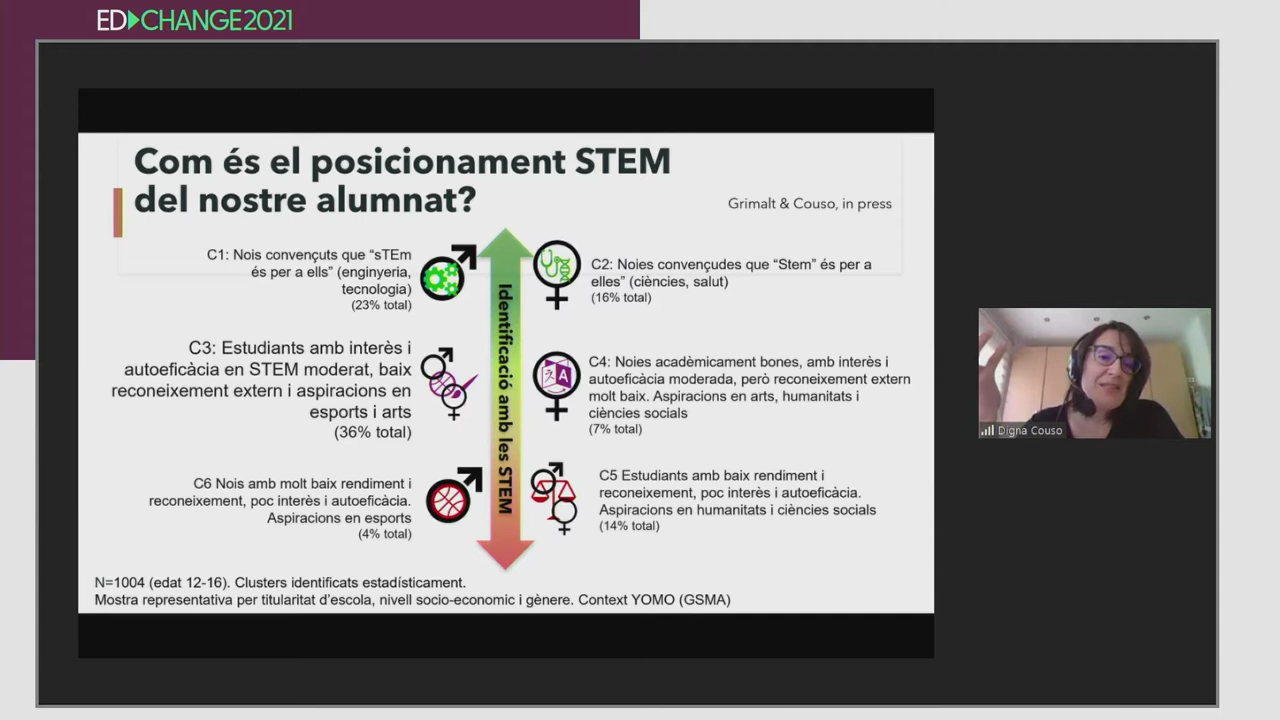 ED CHANGE2021
Com és el posicionament STEM
del nostre alumnat?
Grimalt & Couso, in press
C1: Nois convençuts que “sTEm
és per a ells” (enginyeria,
tecnologia)
(23% total)
C2: Noies convençudes que “Stem” és per a
elles” (ciències, salut)
(16% total)
Identificació amb les STEM
C3: Estudiants amb interès i
autoeficàcia en STEM moderat, baix
reconeixement extern i aspiracions en
esports i arts
(36% total)
A
C4: Noies acadèmicament bones, amb interès i
autoeficàcia moderada, però reconeixement extern
molt baix. Aspiracions en arts, humanitats i
ciències socials
(7% total)
C6 Nois amb molt baix rendiment i
reconeixement, poc interès i autoeficàcia.
Aspiracions en esports
(4% total)
C5 Estudiants amb baix rendiment i
reconeixement, poc interès i autoeficàcia.
Aspiracions en humanitats i ciències socials
(14% total)
N=1004 (edat 12-16). Clusters identificats estadísticament.
Mostra representativa per titularitat d’escola, nivell socio-economic i gènere. Context YOMO (GSMA)
Digna Couso